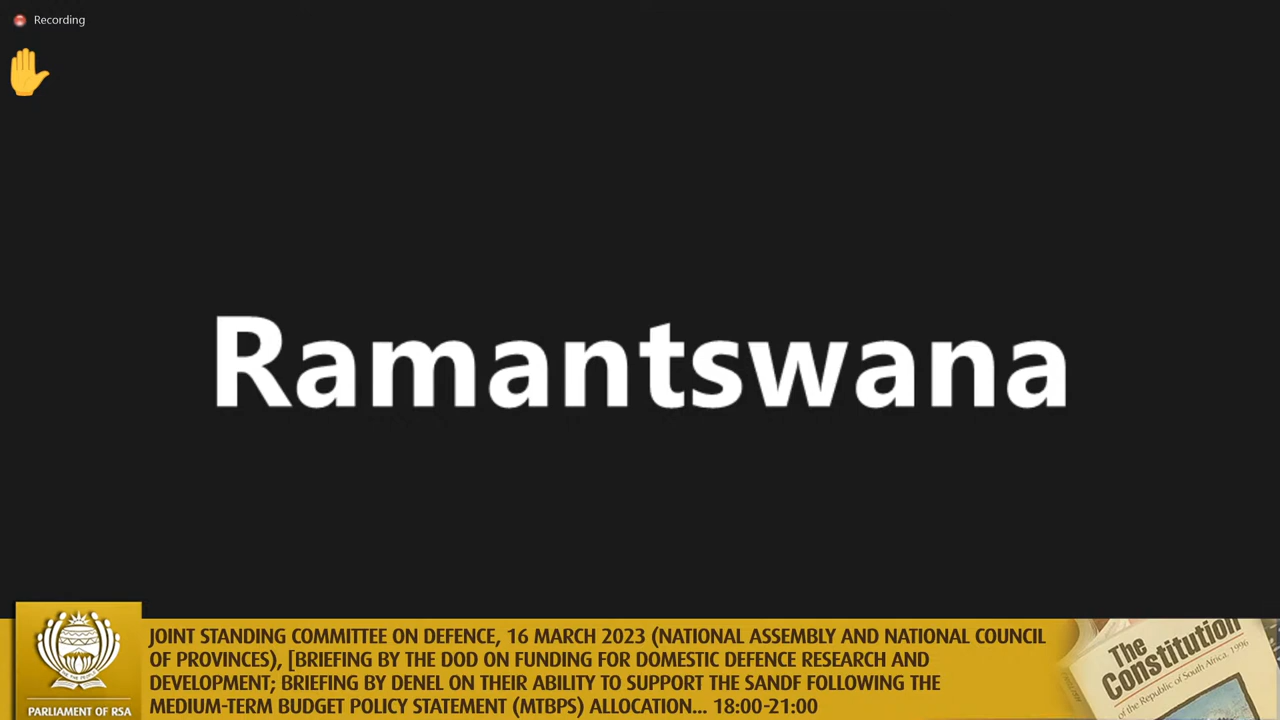 Recording
Ramantswana
JOINT STANDING COMMITTEE ON DEFENCE, 16 MARCH 2023 (NATIONAL ASSEMBLY AND NATIONAL COUNCIL
OF PROVINCES), [BRIEFING BY THE DOD ON FUNDING FOR DOMESTIC DEFENCE RESEARCH AND
DEVELOPMENT; BRIEFING BY DENEL ON THEIR ABILITY TO SUPPORT THE SANDF FOLLOWING THE
MEDIUM-TERM BUDGET POLICY STATEMENT (MTBPS) ALLOCATION... 18:00-21:00
PARLIAMENT OF RSA
The
Constitution
of the Republic of South Africa, 1996